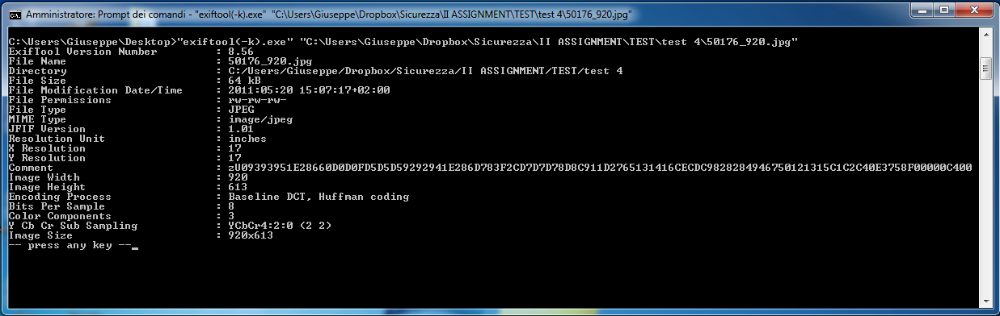 Amministratore: Prompt dei comandi - "exiftool(-k).exe" "C:\Users\Giuseppe\Dropbox\Sicurezza\II ASSIGNMENT\TEST\test 4\50176_920.jpg"
C:\Users\Giuseppe\Desktop>"exiftool(-k).exe" "C:\Users\Giuseppe\Dropbox\Sicurezza\II ASSIGNMENT\TEST\test 4\50176_920.jpg"
ExifTool Version Number : 8.56
File Name : 50176_920.jpg
Directory : C:/Users/Giuseppe/Dropbox/Sicurezza/II ASSIGNMENT/TEST/test 4
File Size : 64 kB
File Modification Date/Time : 2011:05:20 15:07:17+02:00
File Permissions : rw-rw-rw-
File Type : JPEG
MIME Type : image/jpeg
JFIF Version : 1.01
Resolution Unit : inches
X Resolution : 17
Y Resolution : 17
Comment : zU09393951E28660D0D0FD5D5D59292941E286D783F2CD7D7D78D8C911D2765131416CECDC9828284946750121315C1C2C40E3758F00000C400
Image Width : 920
Image Height : 613
Encoding Process : Baseline DCT, Huffman coding
Bits Per Sample : 8
Color Components : 3
Y Cb Cr Sub Sampling : YCbCr4:2:0 (2 2)
Image Size : 920x613
-- press any key --